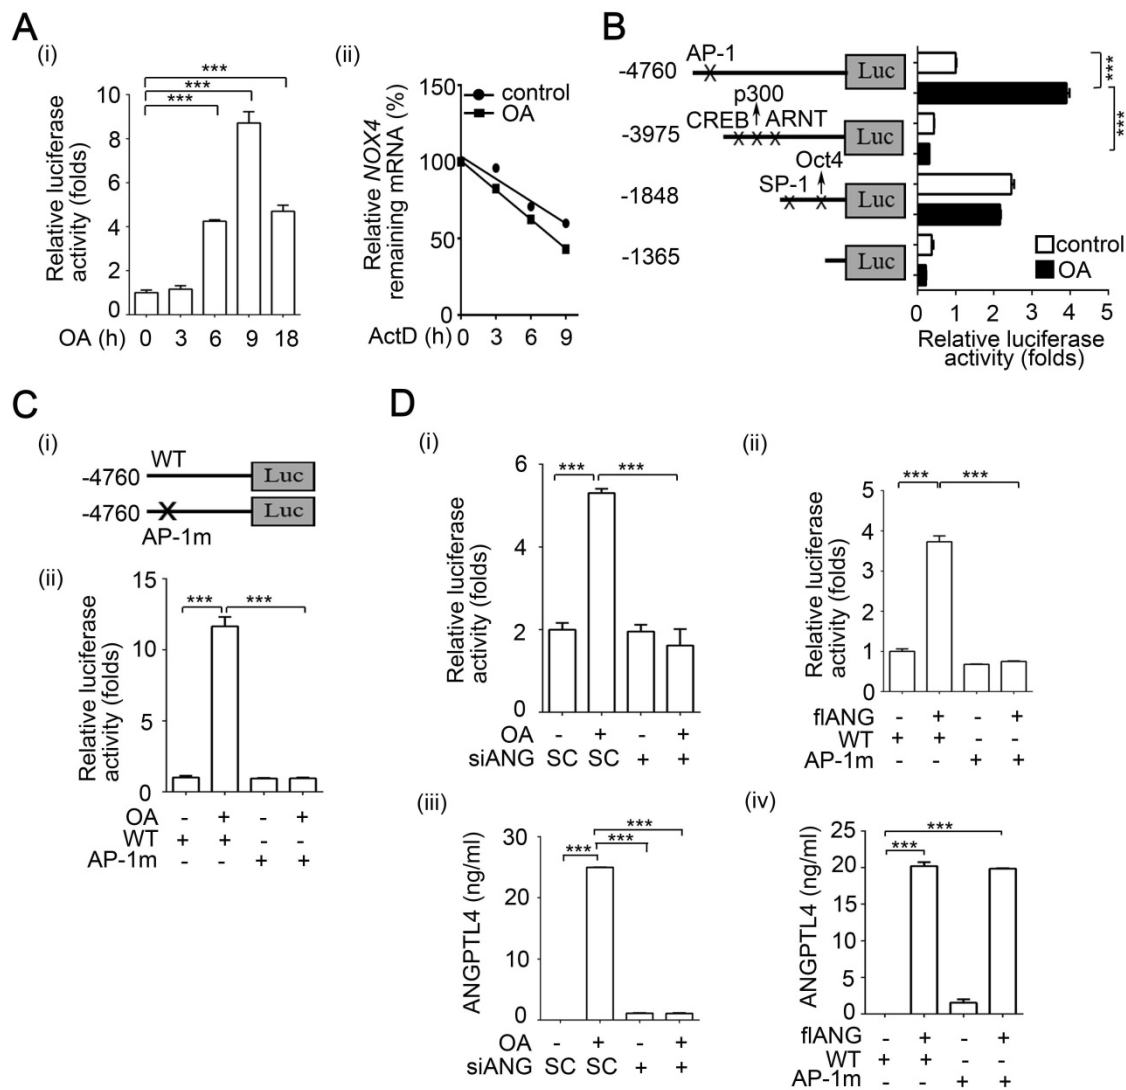 A
(i)
Relative luciferase
activity (folds)
10
8
6
4
2
0
***
***
***
OA (h) 0 3 6 9 18
(ii)
Relative NOX4
remaining mRNA (%)
150
100
50
0
control
OA
ActD (h) 0 3 6 9
B
-4760
AP-1
Luc
-3975
p300
CREB ARNT
Luc
-1848
Oct4
SP-1
Luc
-1365
Luc
***
***
control
OA
0 1 2 3 4 5
Relative luciferase
activity (folds)
C
(i)
WT
-4760 Luc
-4760 Luc
AP-1m
(ii)
Relative luciferase
activity (folds)
15
10
5
0
*** ***
OA - + - +
WT + + - -
AP-1m - - + +
D
(i)
Relative luciferase
activity (folds)
6
4
2
0
*** ***
OA - + - +
siANG SC SC + +
(ii)
Relative luciferase
activity (folds)
5
4
3
2
1
0
*** ***
flANG - + - +
WT + + - -
AP-1m - - + +
(iii)
ANGPTL4 (ng/ml)
30
20
10
0
***
***
***
OA - + - +
siANG SC SC + +
(iv)
ANGPTL4 (ng/ml)
25
20
15
10
5
0
***
***
flANG - + - +
WT + + - -
AP-1m - - + +